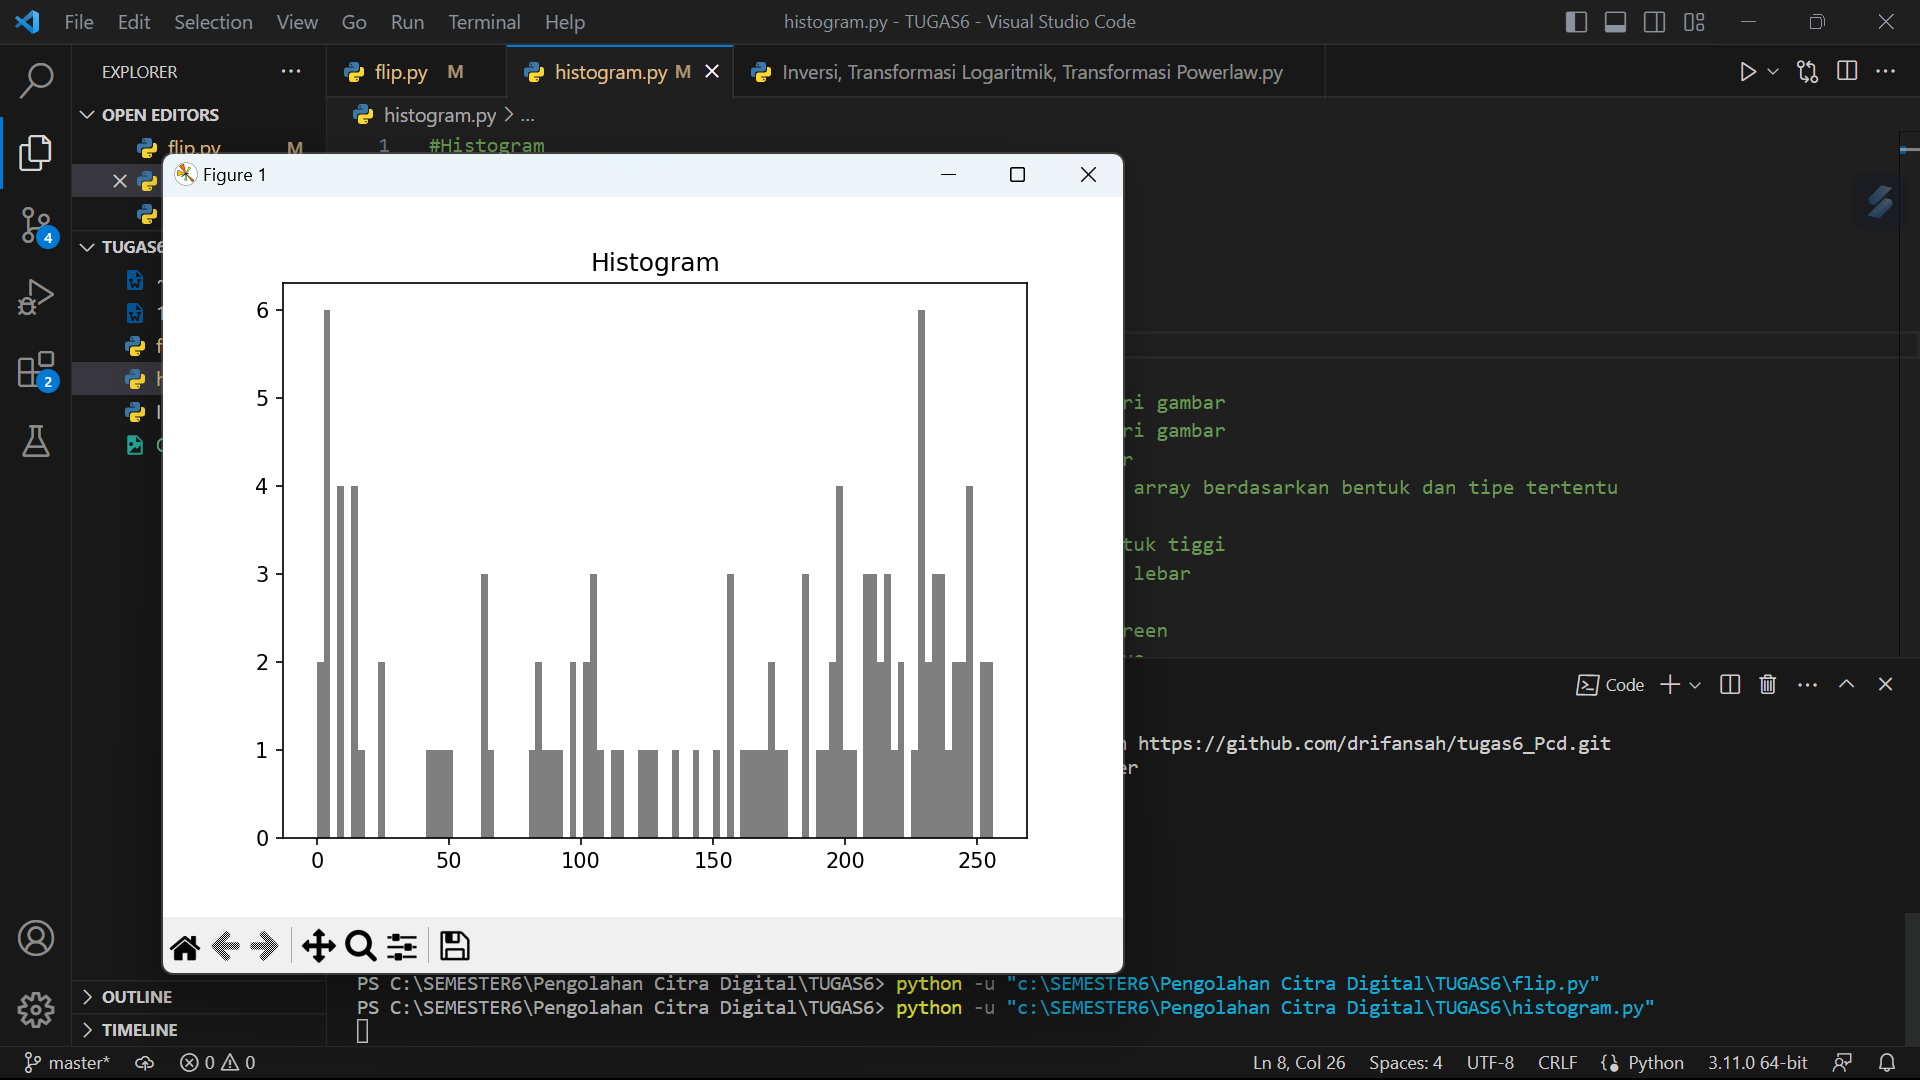 File Edit Selection View Go Run Terminal Help
histogram.py - TUGAS6 - Visual Studio Code
EXPLORER
flip.py M
histogram.py M
Inversi, Transformasi Logaritmik, Transformasi Powerlaw.py
OPEN EDITORS
histogram.py > ...
flip.py M
1 #Histogram
Figure 1
4
TUGAS6
Histogram
6
5
4
3
2
1
0
0 50 100 150 200 250
2
ri gambar
ri gambar
r
array berdasarkan bentuk dan tipe tertentu
tuk tiggi
lebar
reen
Code
https://github.com/drifansah/tugas6_Pcd.git
er
PS C:\SEMESTER6\Pengolahan Citra Digital\TUGAS6> python -u "c:\SEMESTER6\Pengolahan Citra Digital\TUGAS6\flip.py"
PS C:\SEMESTER6\Pengolahan Citra Digital\TUGAS6> python -u "c:\SEMESTER6\Pengolahan Citra Digital\TUGAS6\histogram.py"
OUTLINE
TIMELINE
master* 0 0
Ln 8, Col 26 Spaces: 4 UTF-8 CRLF Python 3.11.0 64-bit